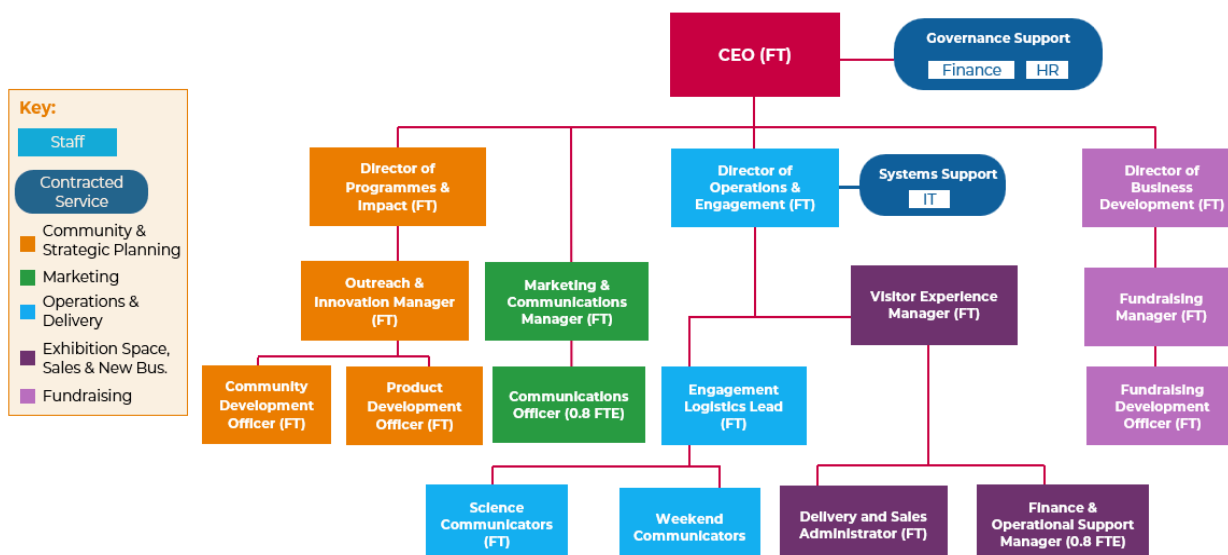 CEO (FT)
Governance Support
Finance
HR
Key:
Staff
Contracted
Service
Community &
Strategic Planning
Marketing
Operations &
Delivery
Exhibition Space,
Sales & New Bus.
Fundraising
Director of
Programmes &
Impact (FT)
Director of
Operations &
Engagement (FT)
Systems Support
IT
Director of
Business
Development (FT)
Outreach &
Innovation Manager
(FT)
Marketing &
Communications
Manager (FT)
Visitor Experience
Manager (FT)
Fundraising
Manager (FT)
Community
Development
Officer (FT)
Product
Development
Officer (FT)
Communications
Officer (0.8 FTE)
Engagement
Logistics Lead
(FT)
Fundraising
Development
Officer (FT)
Science
Communicators
(FT)
Weekend
Communicators
Delivery and Sales
Administrator (FT)
Finance &
Operational Support
Manager (0.8 FTE)